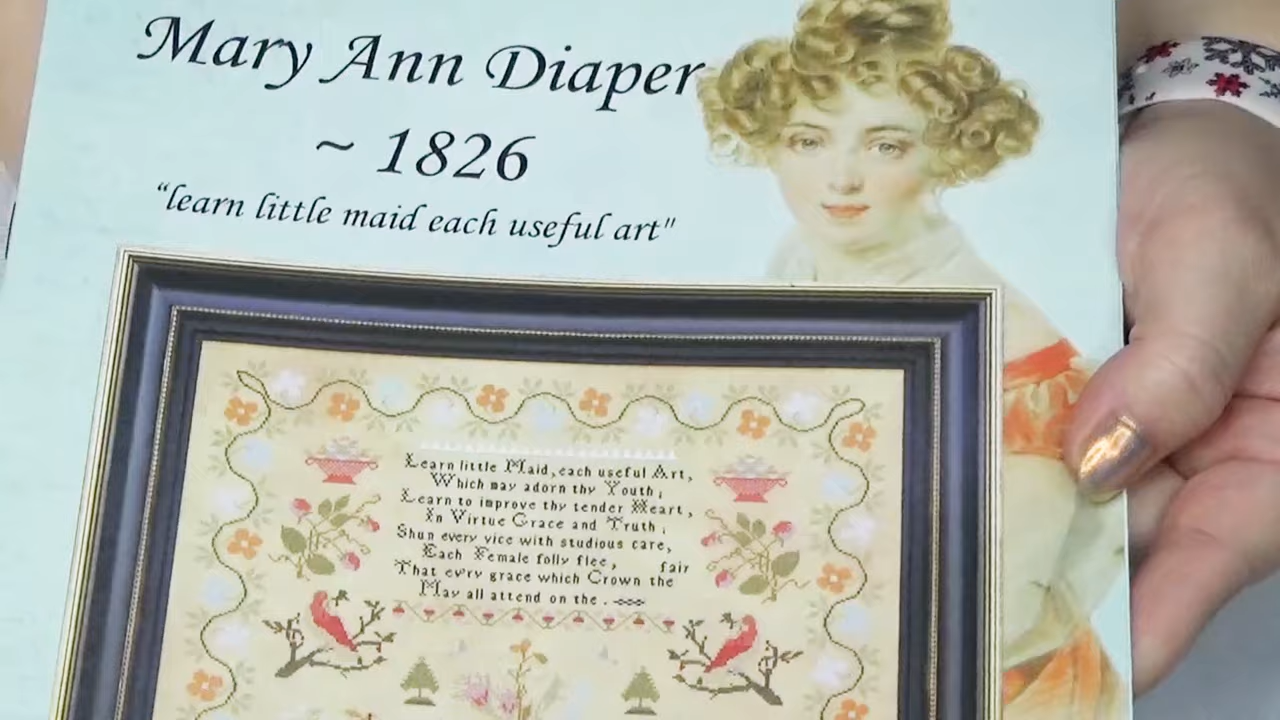 Mary Ann Diaper
~ 1826
"learn little maid each useful art"
Learn little Maid, each useful Art,
Which may adorn thy Youth;
Learn to improve thy tender Heart,
In Virtue Grace and Truth;
Shun every vice with studious care,
Each Female folly flee, fair
That ev'ry grace which Crown the
May all attend on the.